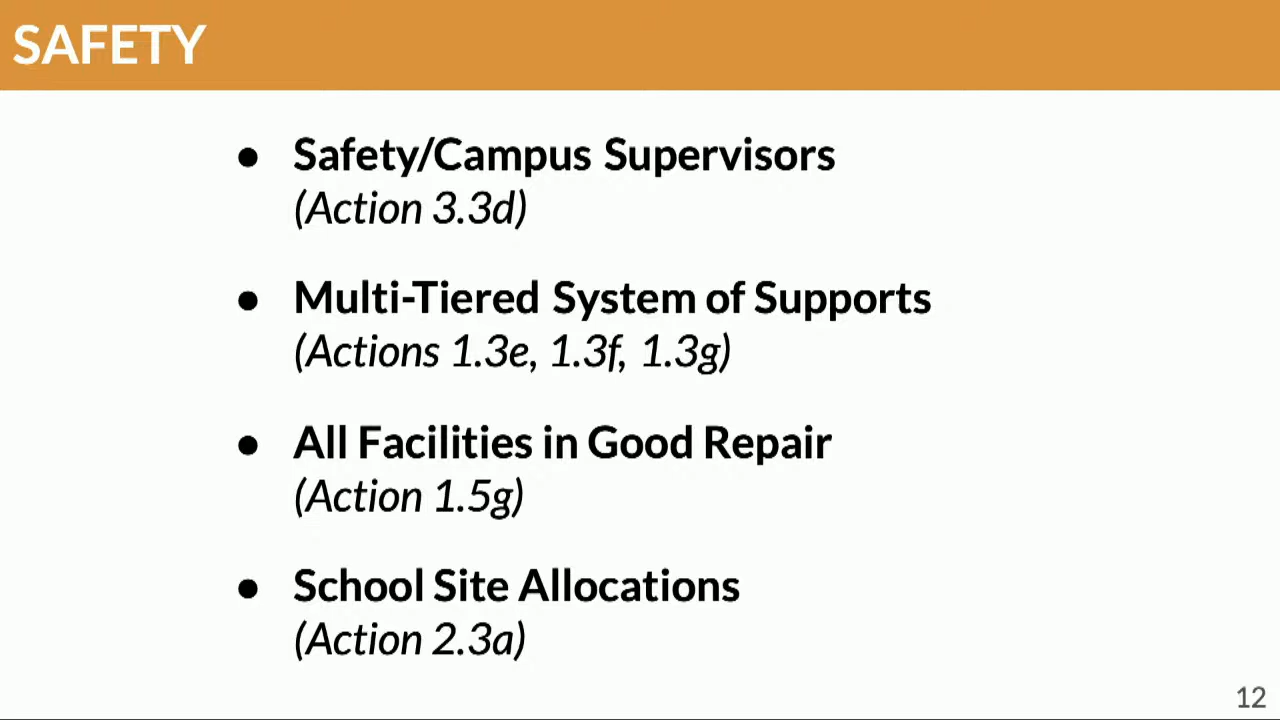 SAFETY
● Safety/Campus Supervisors
(Action 3.3d)
● Multi-Tiered System of Supports
(Actions 1.3e, 1.3f, 1.3g)
● All Facilities in Good Repair
(Action 1.5g)
● School Site Allocations
(Action 2.3a)
12